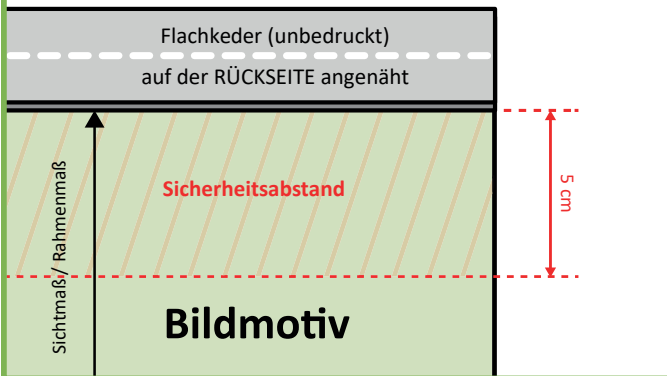 Flachkeder (unbedruckt)
auf der RÜCKSEITE angenäht
Sicherheitsabstand
5 cm
Sichtmaß / Rahmenmaß
Bildmotiv